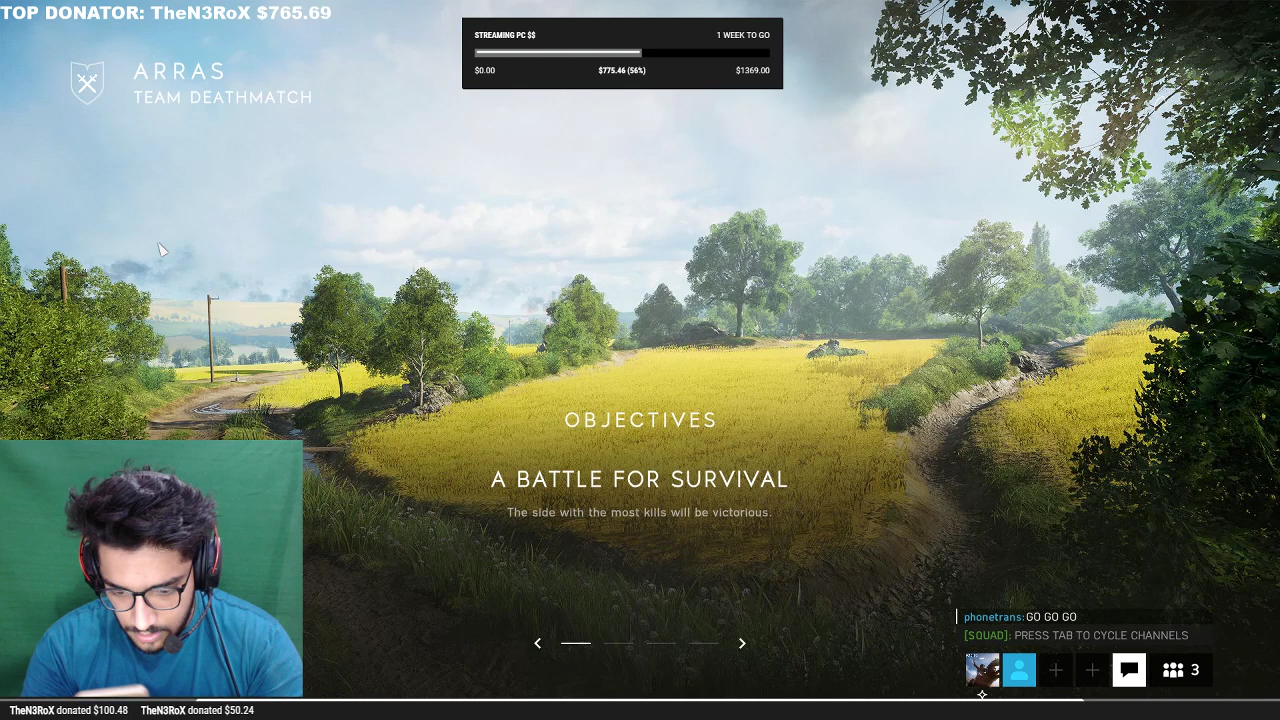 TOP DONATOR: TheN3RoX $765.69
STREAMING PC $$ 1 WEEK TO GO
$0.00 $775.46 (56%) $1369.00
ARRAS
TEAM DEATHMATCH
OBJECTIVES
A BATTLE FOR SURVIVAL
The side with the most kills will be victorious.
phonetrans: GO GO GO
[SQUAD]: PRESS TAB TO CYCLE CHANNELS
3
TheN3RoX donated $100.48 TheN3RoX donated $50.24